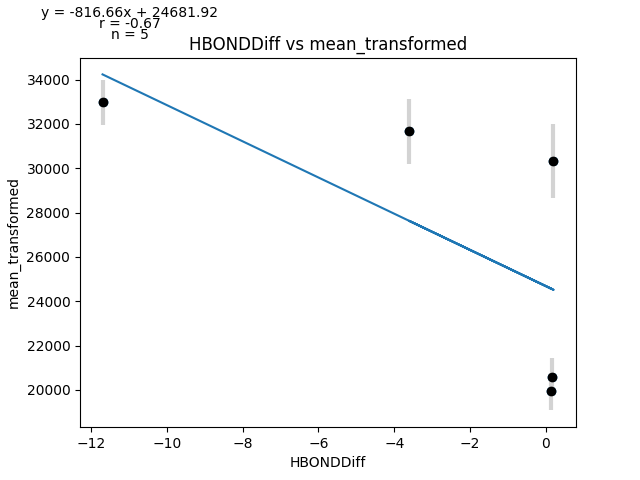 y = -816.66x + 24681.92
r = -0.67
n = 5
HBONDDiff vs mean_transformed
34000
32000
30000
28000
26000
24000
22000
20000
mean_transformed
−12
−10
−8
−6
−4
−2
0
HBONDDiff